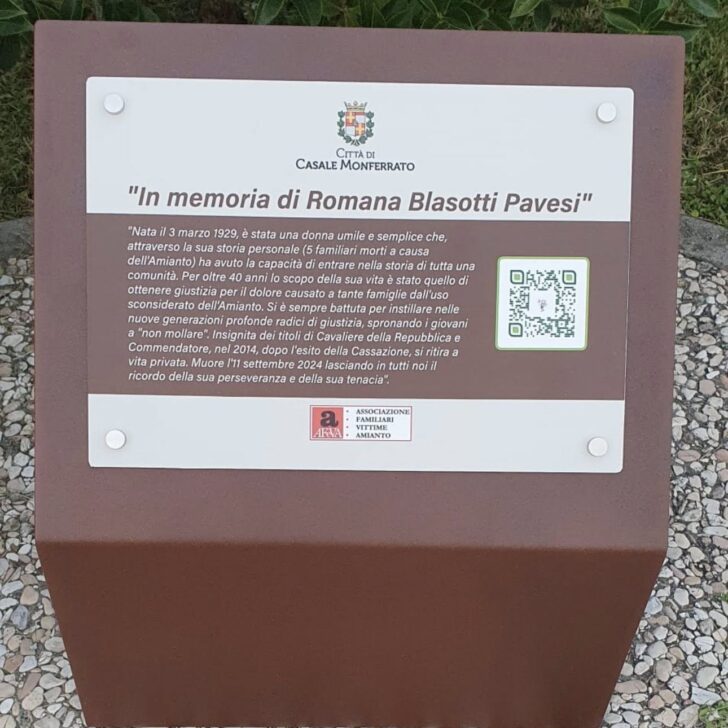 CITTÀ DI
CASALE MONFERRATO
"In memoria di Romana Blasotti Pavesi"
"Nata il 3 marzo 1929, è stata una donna umile e semplice che,
attraverso la sua storia personale (5 familiari morti a causa
dell'Amianto) ha avuto la capacità di entrare nella storia di tutta una
comunità. Per oltre 40 anni lo scopo della sua vita è stato quello di
ottenere giustizia per il dolore causato a tante famiglie dall'uso
sconsiderato dell'Amianto. Si è sempre battuta per instillare nelle
nuove generazioni profonde radici di giustizia, spronando i giovani
a "non mollare". Insignita dei titoli di Cavaliere della Repubblica e
Commendatore, nel 2014, dopo l'esito della Cassazione, si ritira a
vita privata. Muore l'11 settembre 2024 lasciando in tutti noi il
ricordo della sua perseveranza e della sua tenacia".
a
AFeVA
• ASSOCIAZIONE
• FAMILIARI
• VITTIME
• AMIANTO